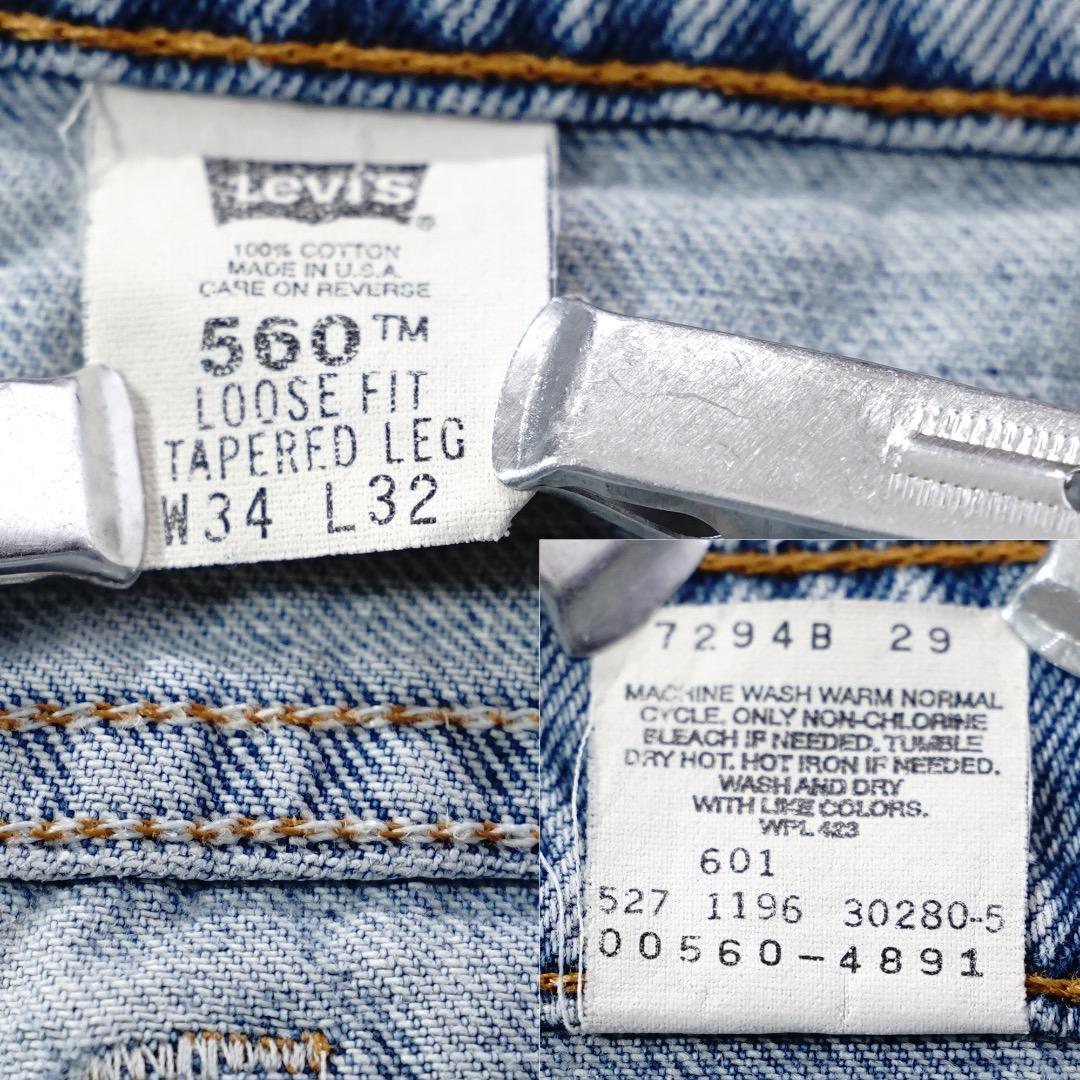 Levi's®
100% COTTON
MADE IN U.S.A.
CARE ON REVERSE
560™
LOOSE FIT
TAPERED LEG
W34 L32
7294B 29
MACHINE WASH WARM NORMAL
CYCLE. ONLY NON-CHLORINE
BLEACH IF NEEDED. TUMBLE
DRY HOT. HOT IRON IF NEEDED.
WASH AND DRY
WITH LIKE COLORS.
WPL 423
601
527 1196 30280-5
00560-4891